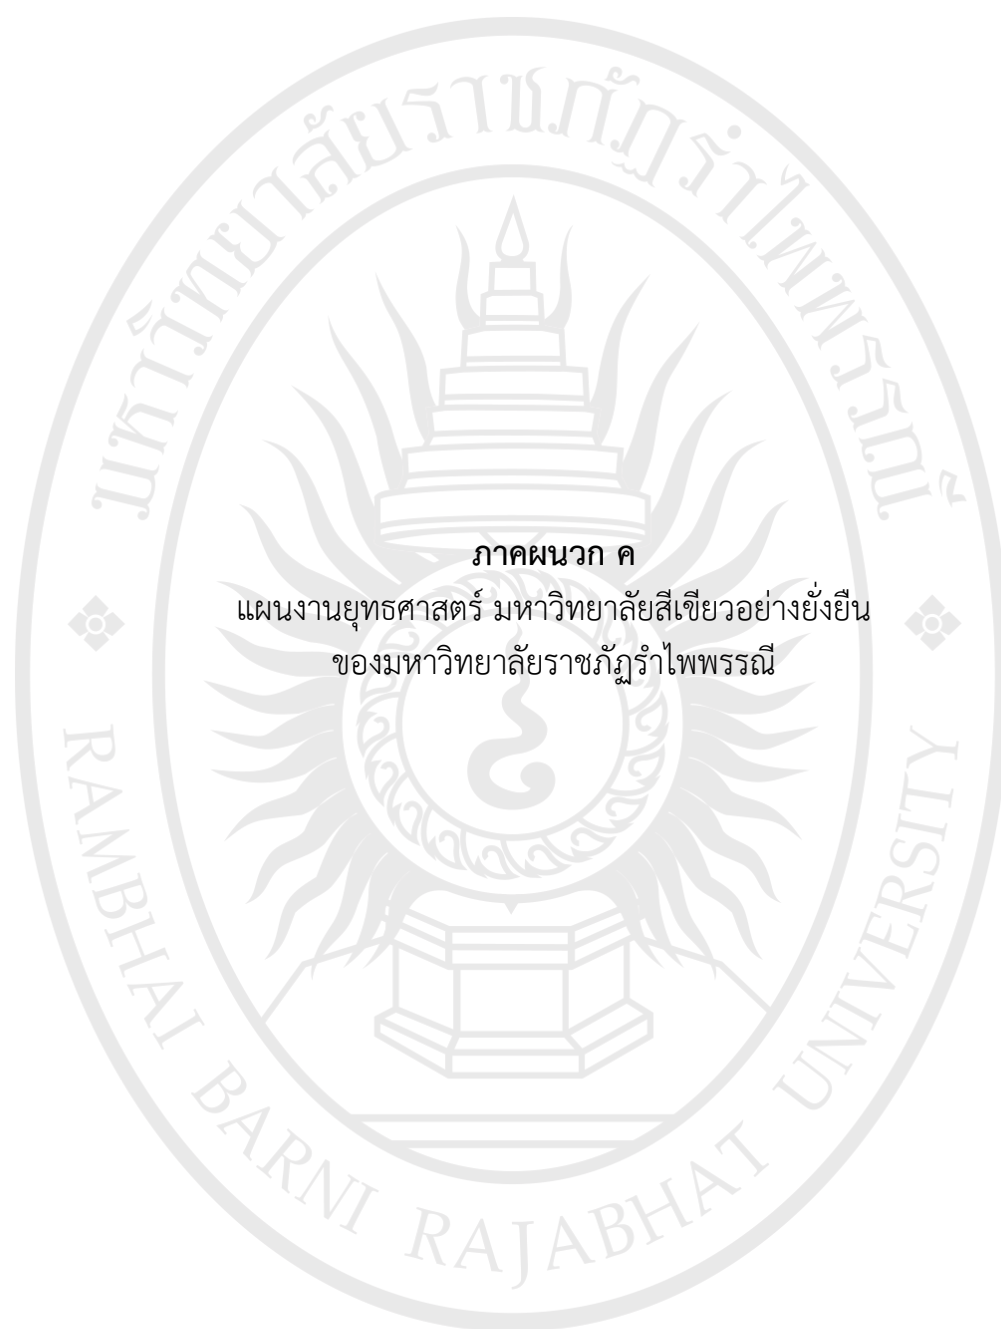 มหาวิทยาลัยราชภัฏรำไพพรรณี
ภาคผนวก ค
แผนงานยุทธศาสตร์ มหาวิทยาลัยสีเขียวอย่างยั่งยืน
ของมหาวิทยาลัยราชภัฏรำไพพรรณี
RAMBHAI BARNI RAJABHAT UNIVERSITY